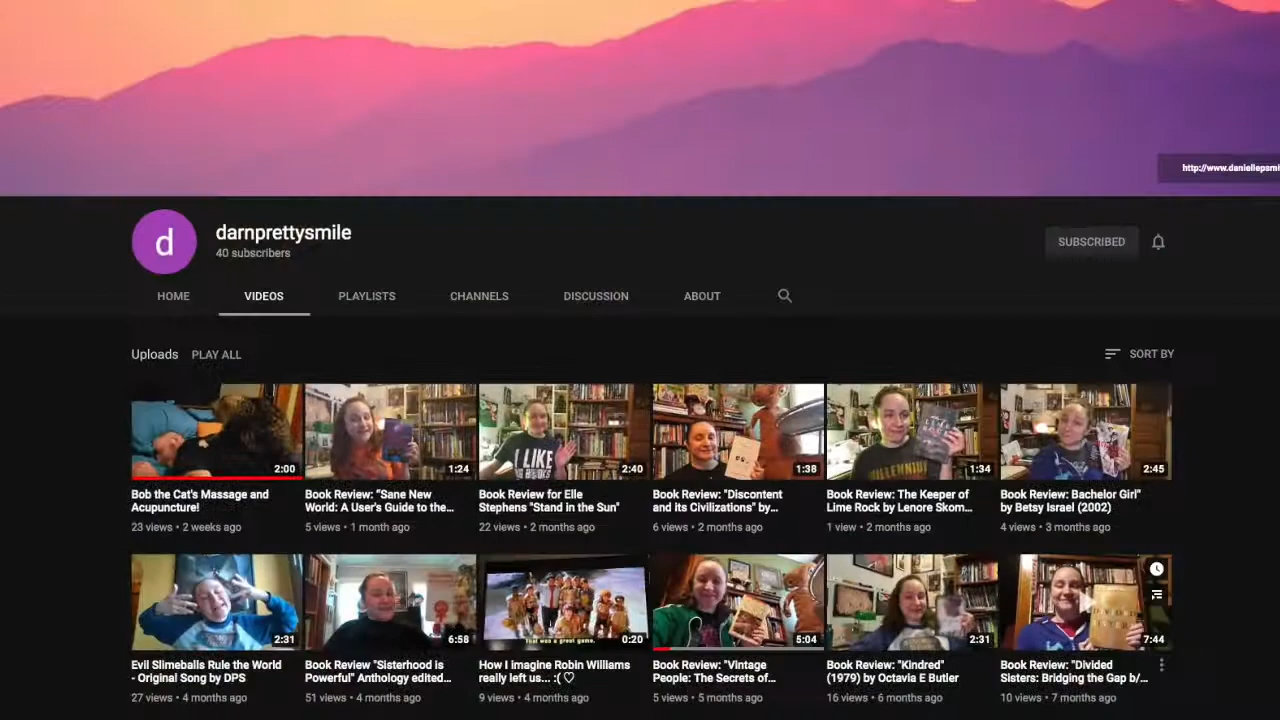 http://www.daniellepsmi
darnprettysmile
40 subscribers
SUBSCRIBED
HOME VIDEOS PLAYLISTS CHANNELS DISCUSSION ABOUT
Uploads PLAY ALL SORT BY
I LIKE
MILLENNIUM
2:00 1:24 2:40 1:38 1:34 2:45
Bob the Cat's Massage and
Acupuncture!
23 views • 2 weeks ago
Book Review: "Sane New
World: A User's Guide to the...
5 views • 1 month ago
Book Review for Elle
Stephens "Stand in the Sun"
22 views • 2 months ago
Book Review: "Discontent
and its Civilizations" by...
6 views • 2 months ago
Book Review: The Keeper of
Lime Rock by Lenore Skom...
1 view • 2 months ago
Book Review: Bachelor Girl"
by Betsy Israel (2002)
4 views • 3 months ago
That was a great game.
2:31 6:58 0:20 5:04 2:31 7:44
Evil Slimeballs Rule the World
- Original Song by DPS
27 views • 4 months ago
Book Review "Sisterhood is
Powerful" Anthology edited...
51 views • 4 months ago
How I imagine Robin Williams
really left us... :( ♡
9 views • 4 months ago
Book Review: "Vintage
People: The Secrets of...
5 views • 5 months ago
Book Review: "Kindred"
(1979) by Octavia E Butler
16 views • 6 months ago
Book Review: "Divided
Sisters: Bridging the Gap b/...
10 views • 7 months ago